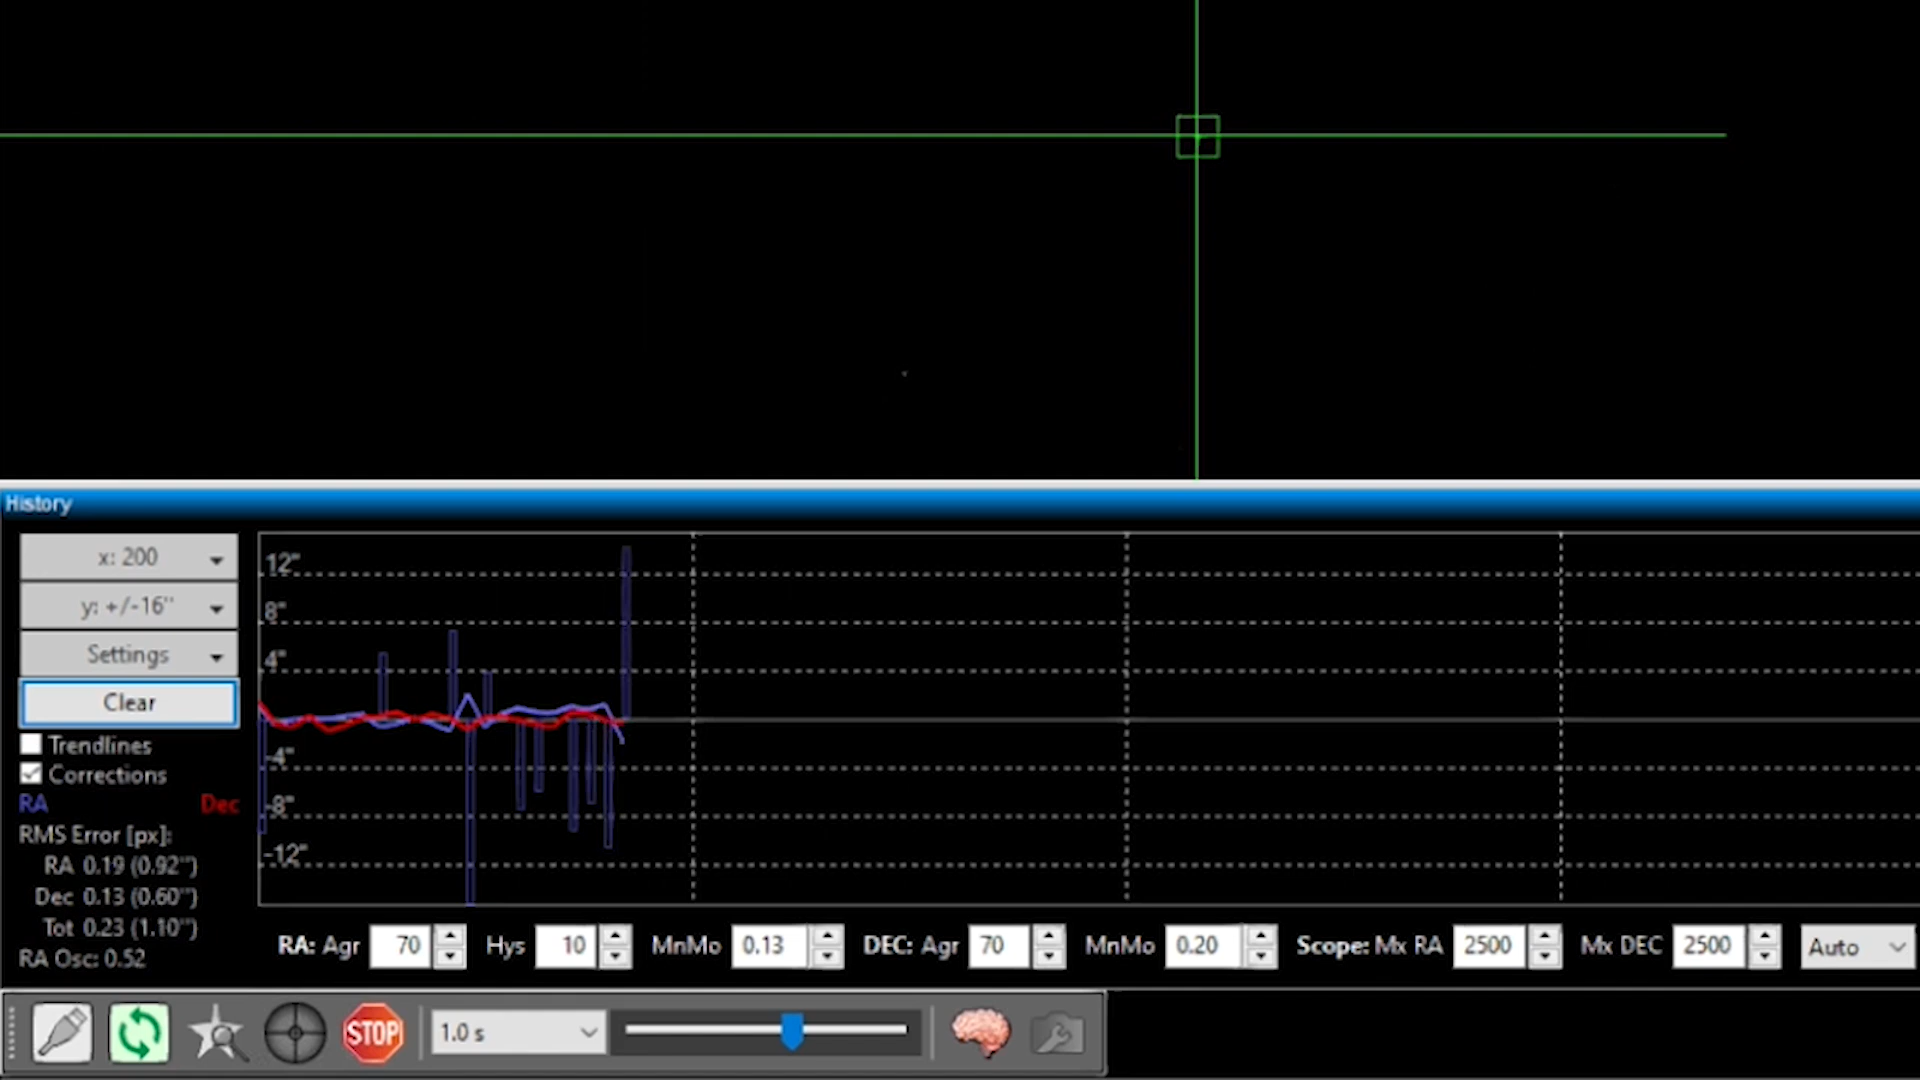 History
x: 200
y: +/-16"
Settings
Clear
Trendlines
Corrections
RA Dec
RMS Error [px]:
RA 0.19 (0.92")
Dec 0.13 (0.60")
Tot 0.23 (1.10")
RA Osc: 0.52
12"
8"
4"
-4"
-8"
-12"
RA: Agr 70 Hys 10 MnMo 0.13 DEC: Agr 70 MnMo 0.20 Scope: Mx RA 2500 Mx DEC 2500 Auto
STOP 1.0 s